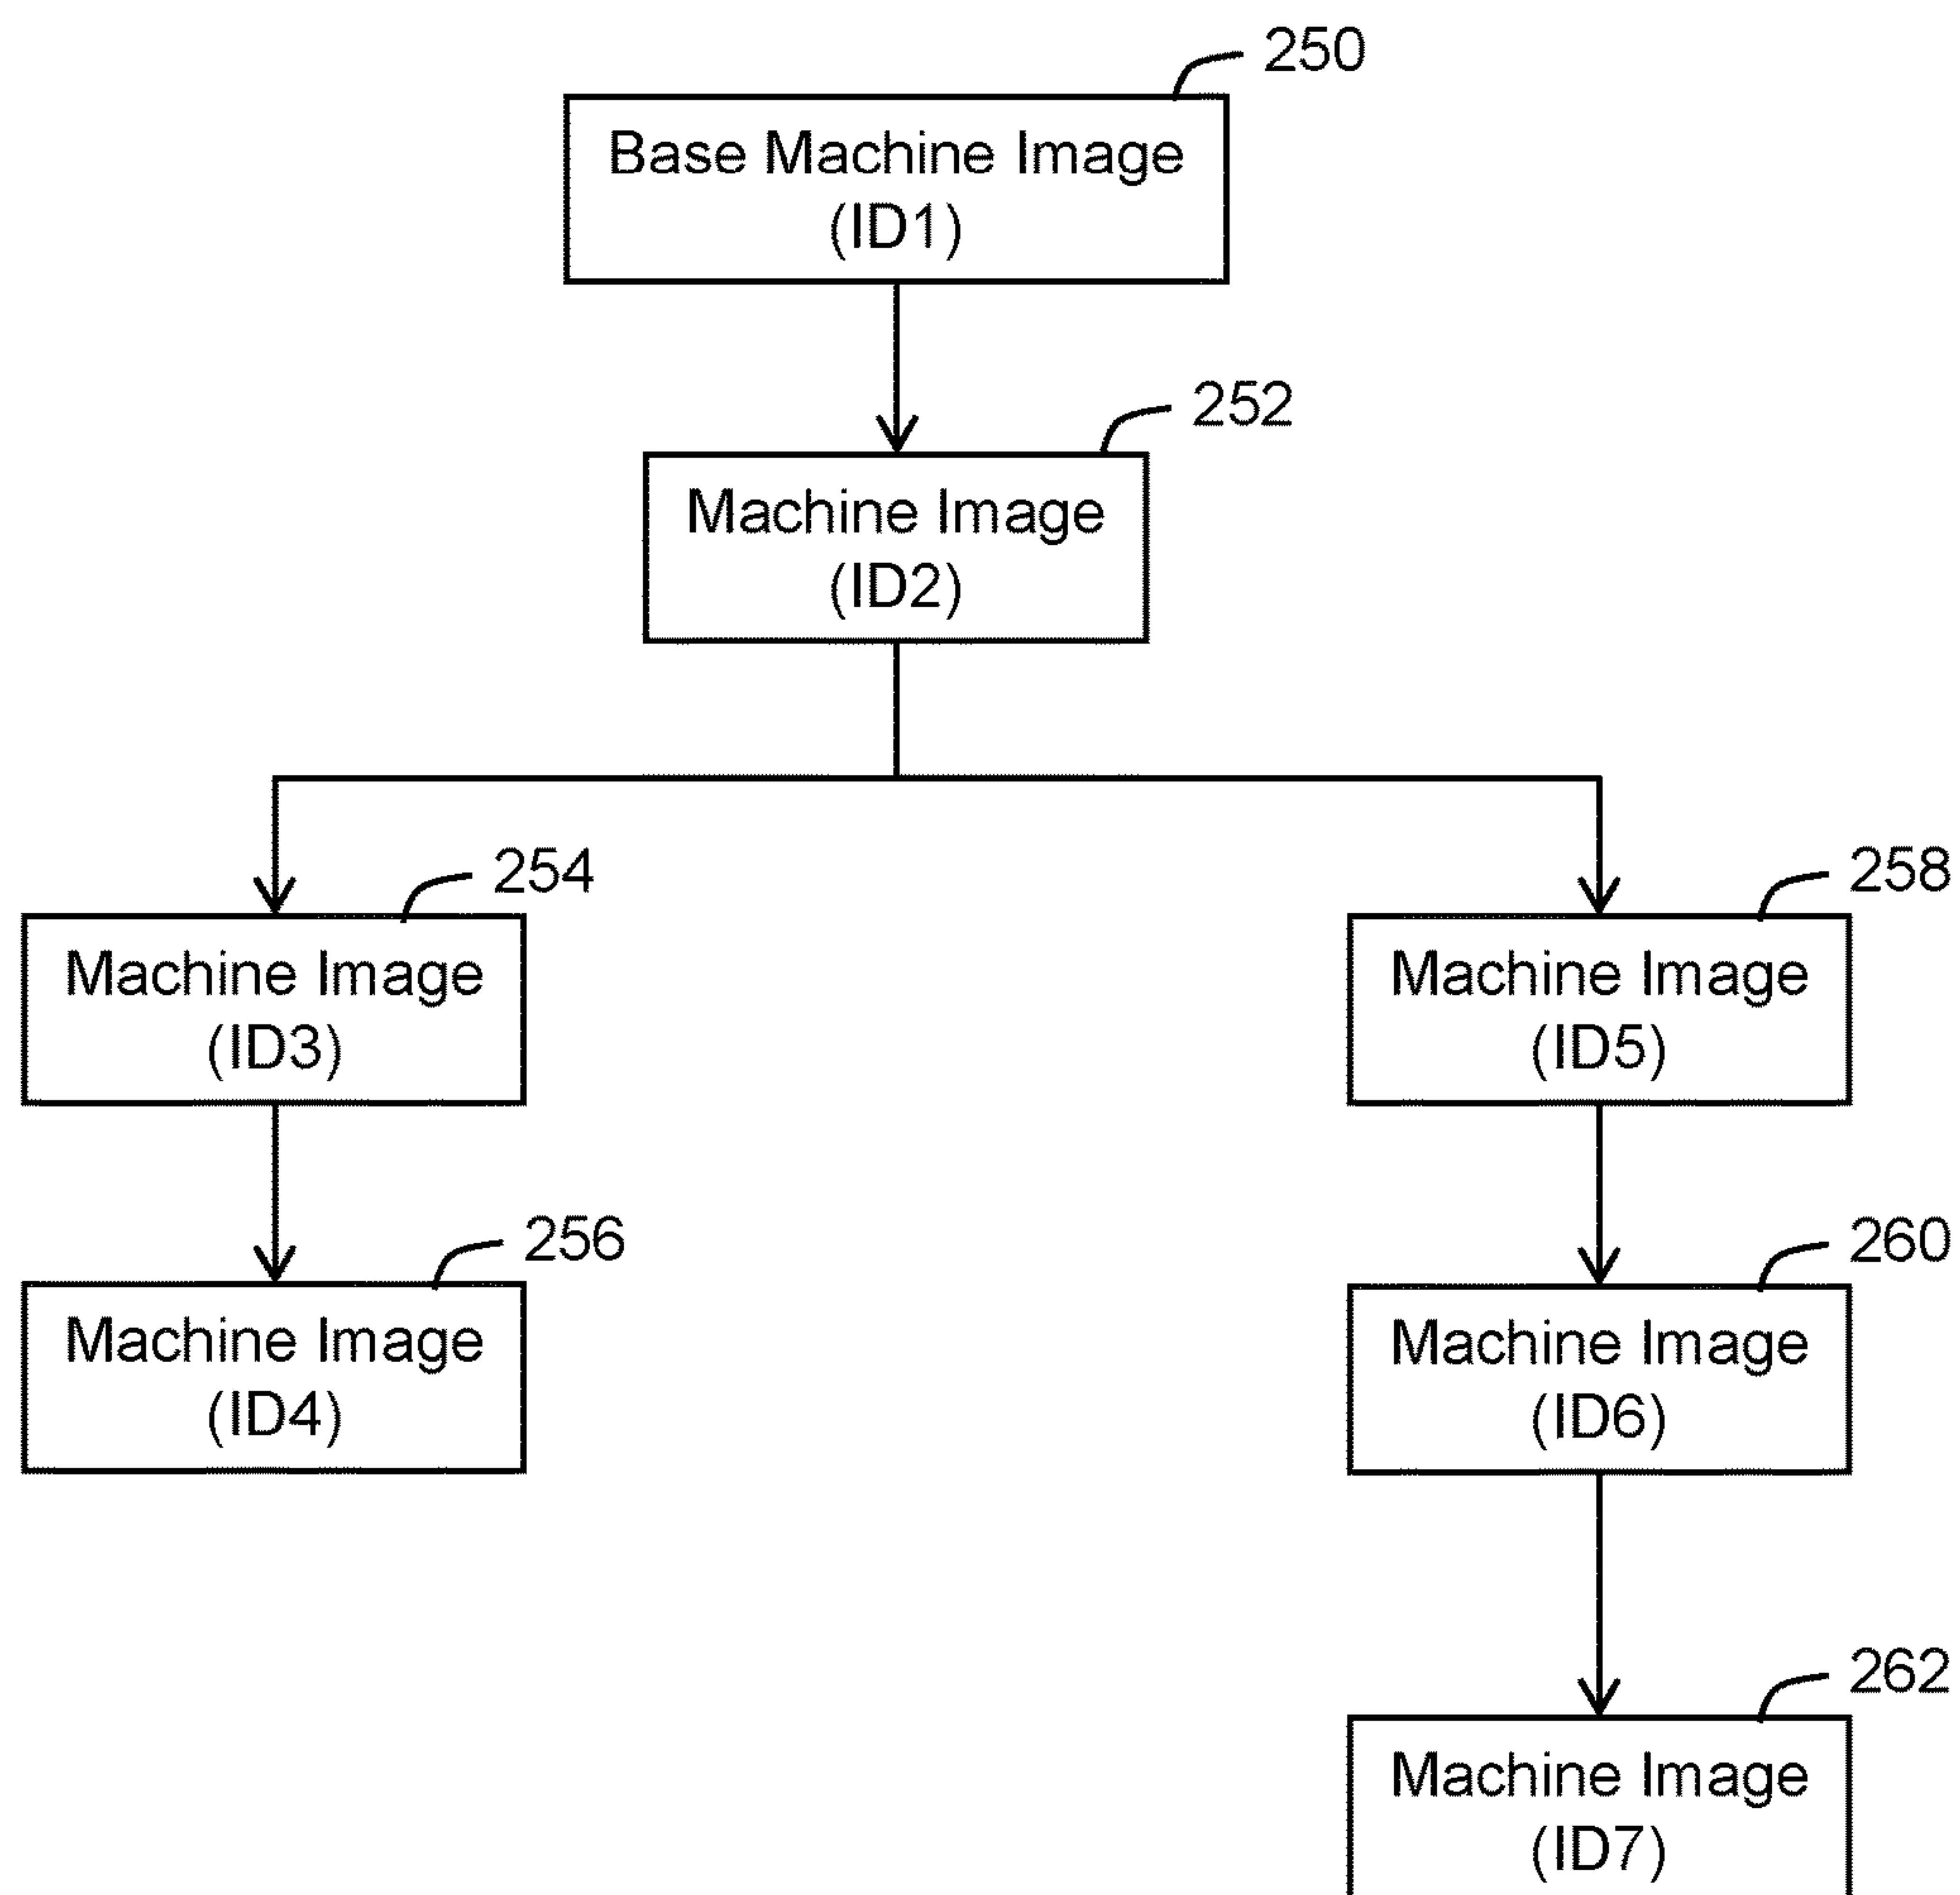 250
Base Machine Image
(ID1)
252
Machine Image
(ID2)
254
Machine Image
(ID3)
258
Machine Image
(ID5)
256
Machine Image
(ID4)
260
Machine Image
(ID6)
262
Machine Image
(ID7)